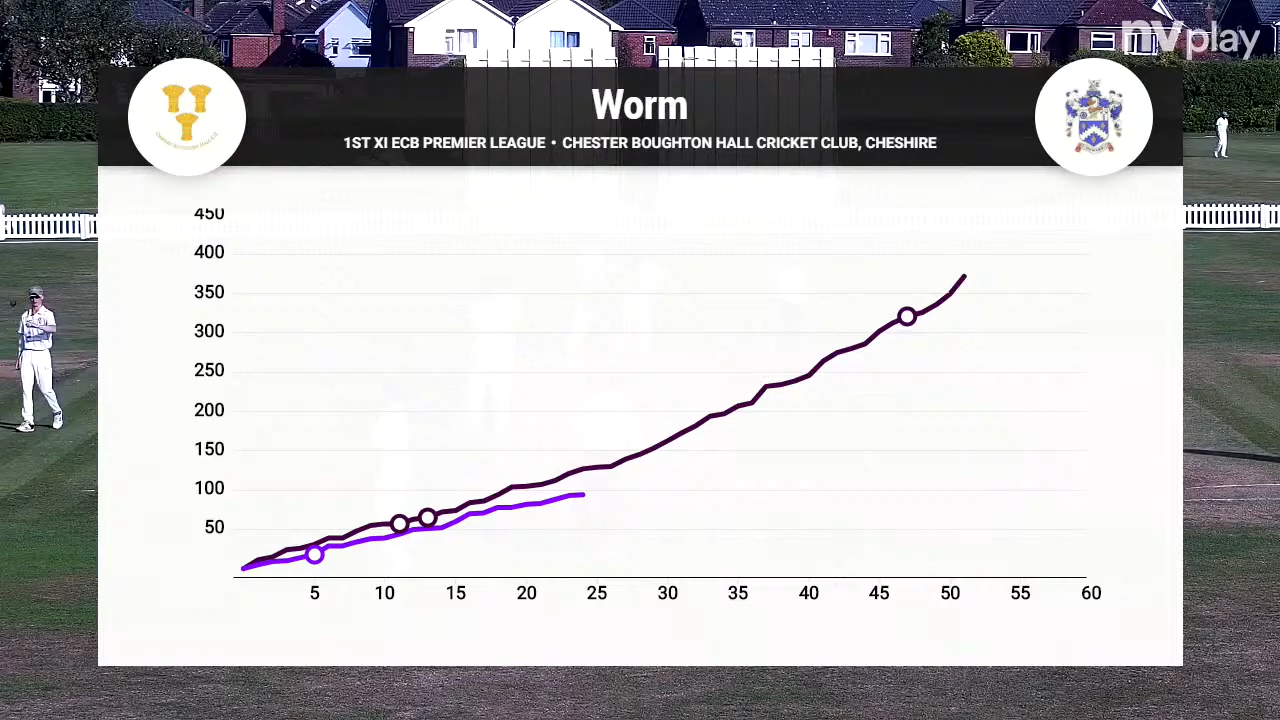 nvplay
Worm
1ST XI ECB PREMIER LEAGUE • CHESTER BOUGHTON HALL CRICKET CLUB, CHESHIRE
450
400
350
300
250
200
150
100
50
5 10 15 20 25 30 35 40 45 50 55 60